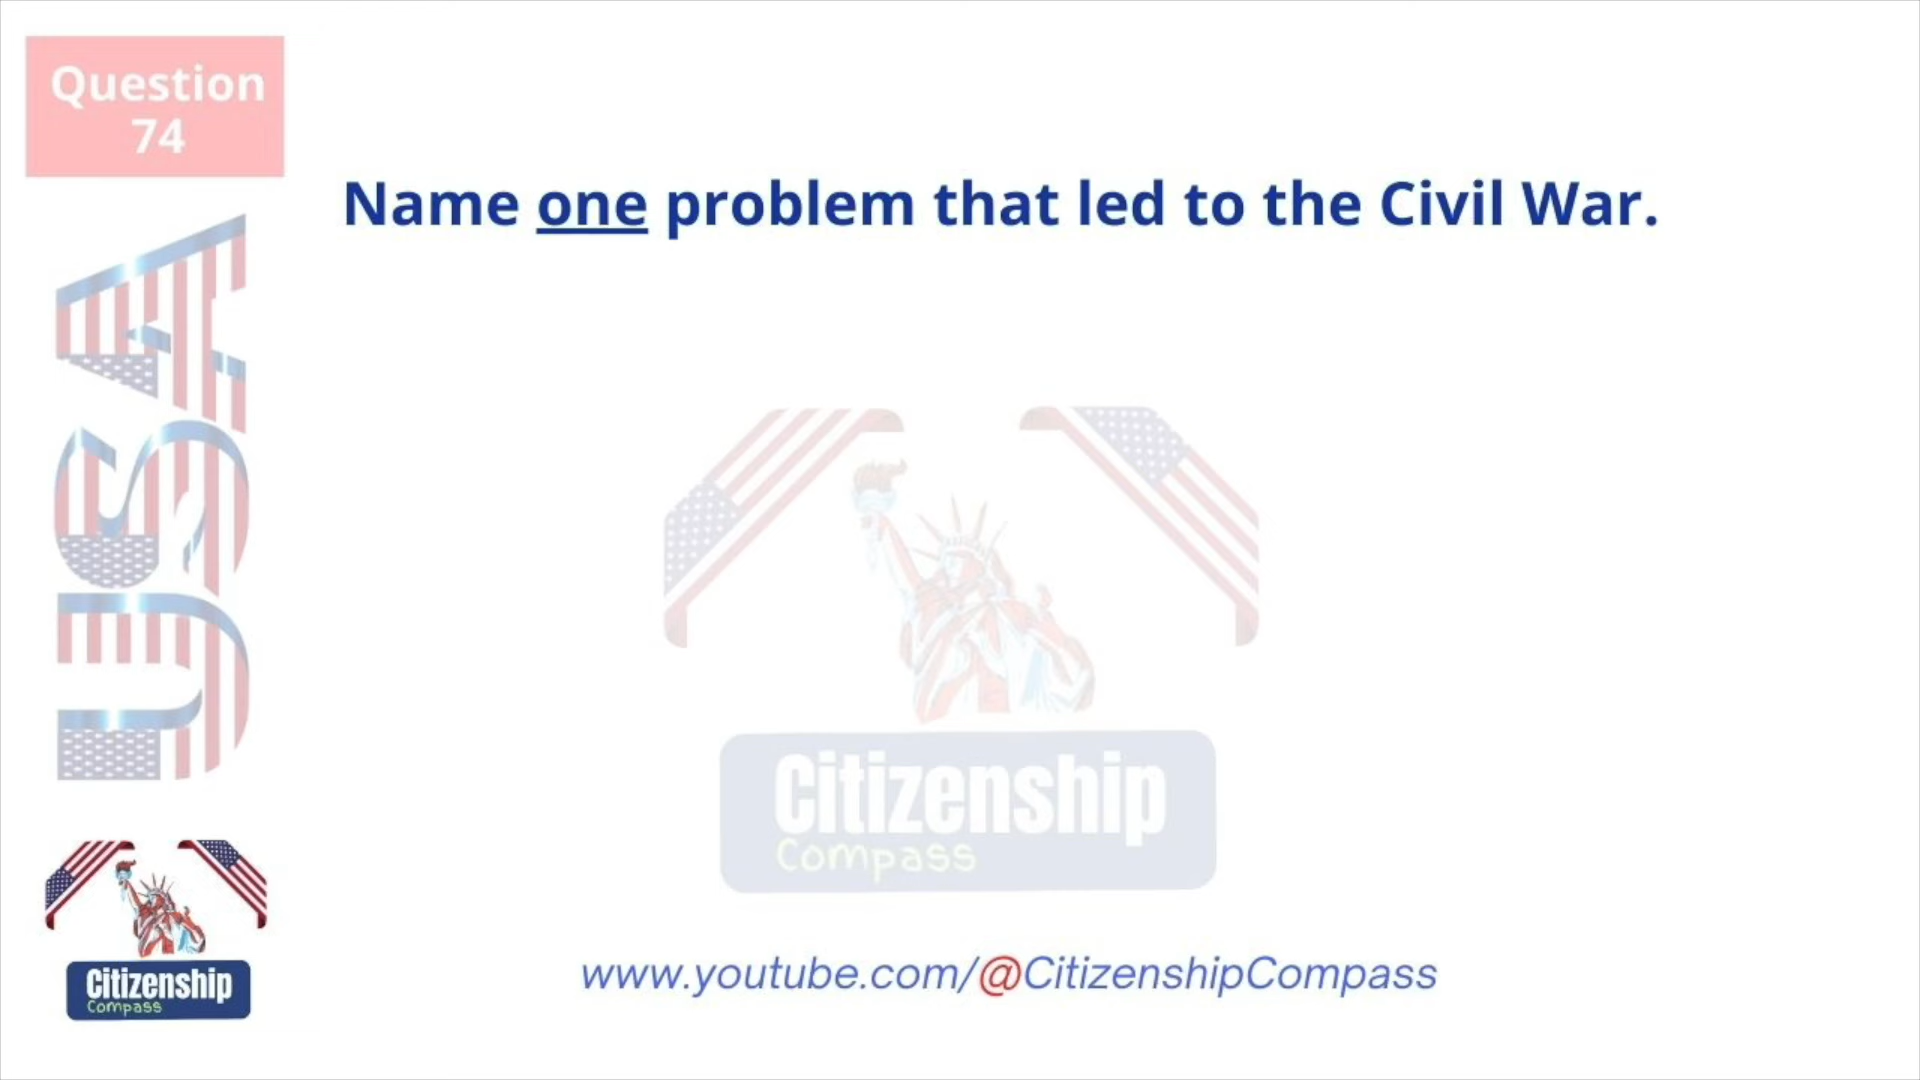 Question
74
Name one problem that led to the Civil War.
USA
Citizenship
Compass
Citizenship
Compass
www.youtube.com/@CitizenshipCompass